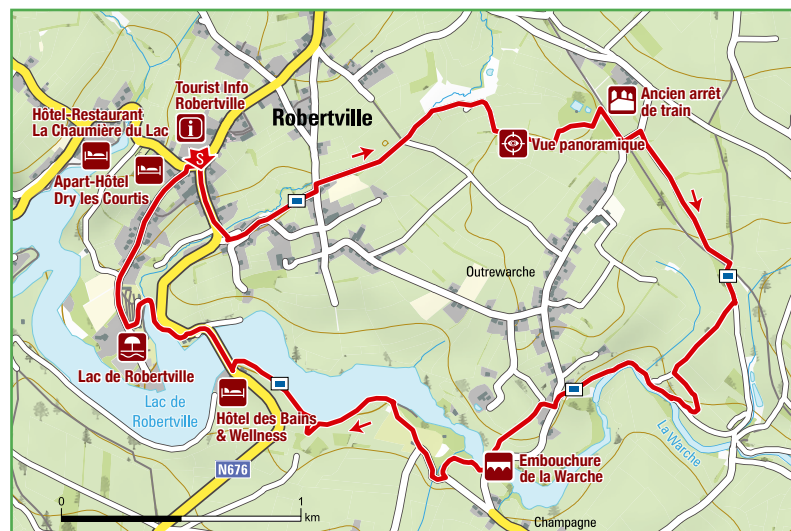 Tourist Info
Robertville
Hôtel-Restaurant
La Chaumière du Lac
Robertville
Ancien arrêt
de train
Vue panoramique
Apart-Hôtel
Dry les Courtis
S
Outrewarche
Lac de Robertville
Lac de
Robertville
Hôtel des Bains
& Wellness
La Warche
N676
Embouchure
de la Warche
0
1
km
Champagne